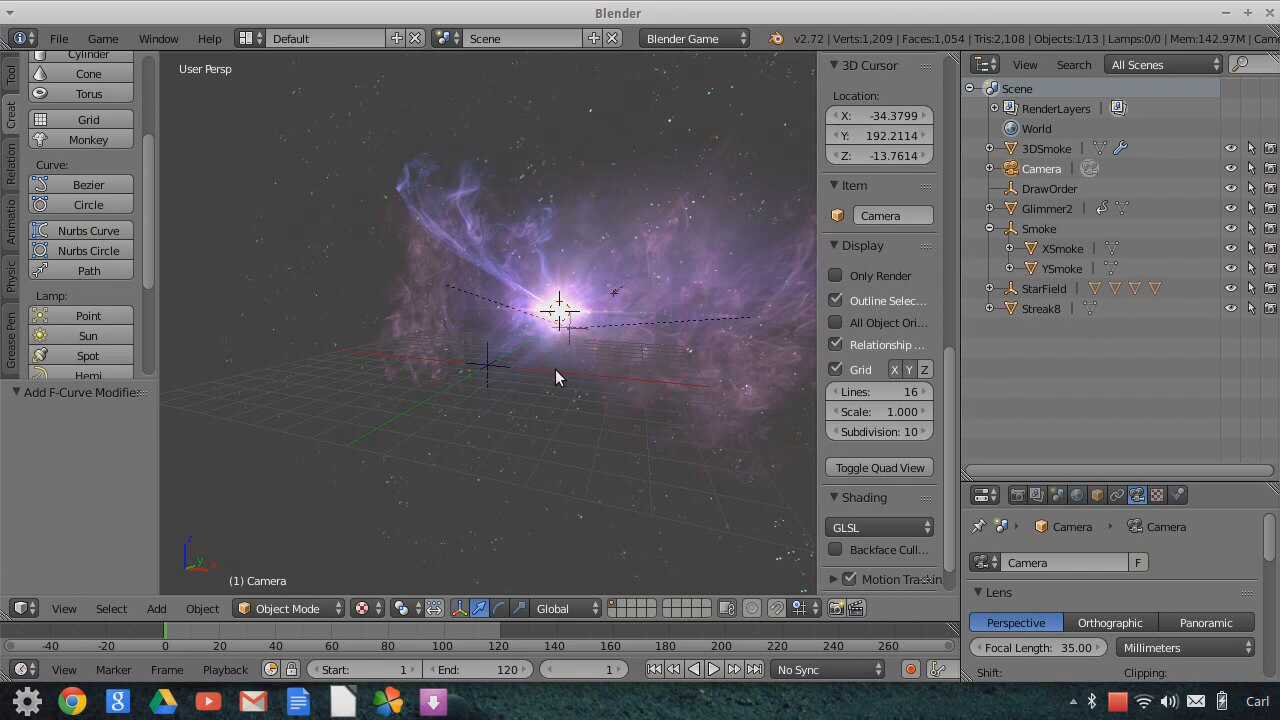 Blender
File
Game
Window
Help
Default
Scene
Blender Game
v2.72 | Verts:1,209 | Faces:1,054 | Tris:2,108 | Objects:1/13 | Lamps:0/0 | Mem:142.97M | Cam
User Persp
(1) Camera
Tool
Creat
Relation
Animatio
Physic
Grease Pen
Cylinder
Cone
Torus
Grid
Monkey
Curve:
Bezier
Circle
Nurbs Curve
Nurbs Circle
Path
Lamp:
Point
Sun
Spot
Hemi
Add F-Curve Modifie
3D Cursor
Location:
X: -34.3799
Y: 192.2114
Z: -13.7614
Item
Camera
Display
Only Render
Outline Selec...
All Object Ori...
Relationship ...
Grid X Y Z
Lines: 16
Scale: 1.000
Subdivision: 10
Toggle Quad View
Shading
GLSL
Backface Cull...
Motion Trackin
View
Search
All Scenes
Scene
RenderLayers
World
3DSmoke
Camera
DrawOrder
Glimmer2
Smoke
XSmoke
YSmoke
StarField
Streak8
Camera
Camera
Camera F
Lens
Perspective Orthographic Panoramic
Focal Length: 35.00 Millimeters
Shift: Clipping:
z
y
View Select Add Object Object Mode Global
-40 -20 0 20 40 60 80 100 120 140 160 180 200 220 240 260
View Marker Frame Playback Start: 1 End: 120 1 No Sync
Carl